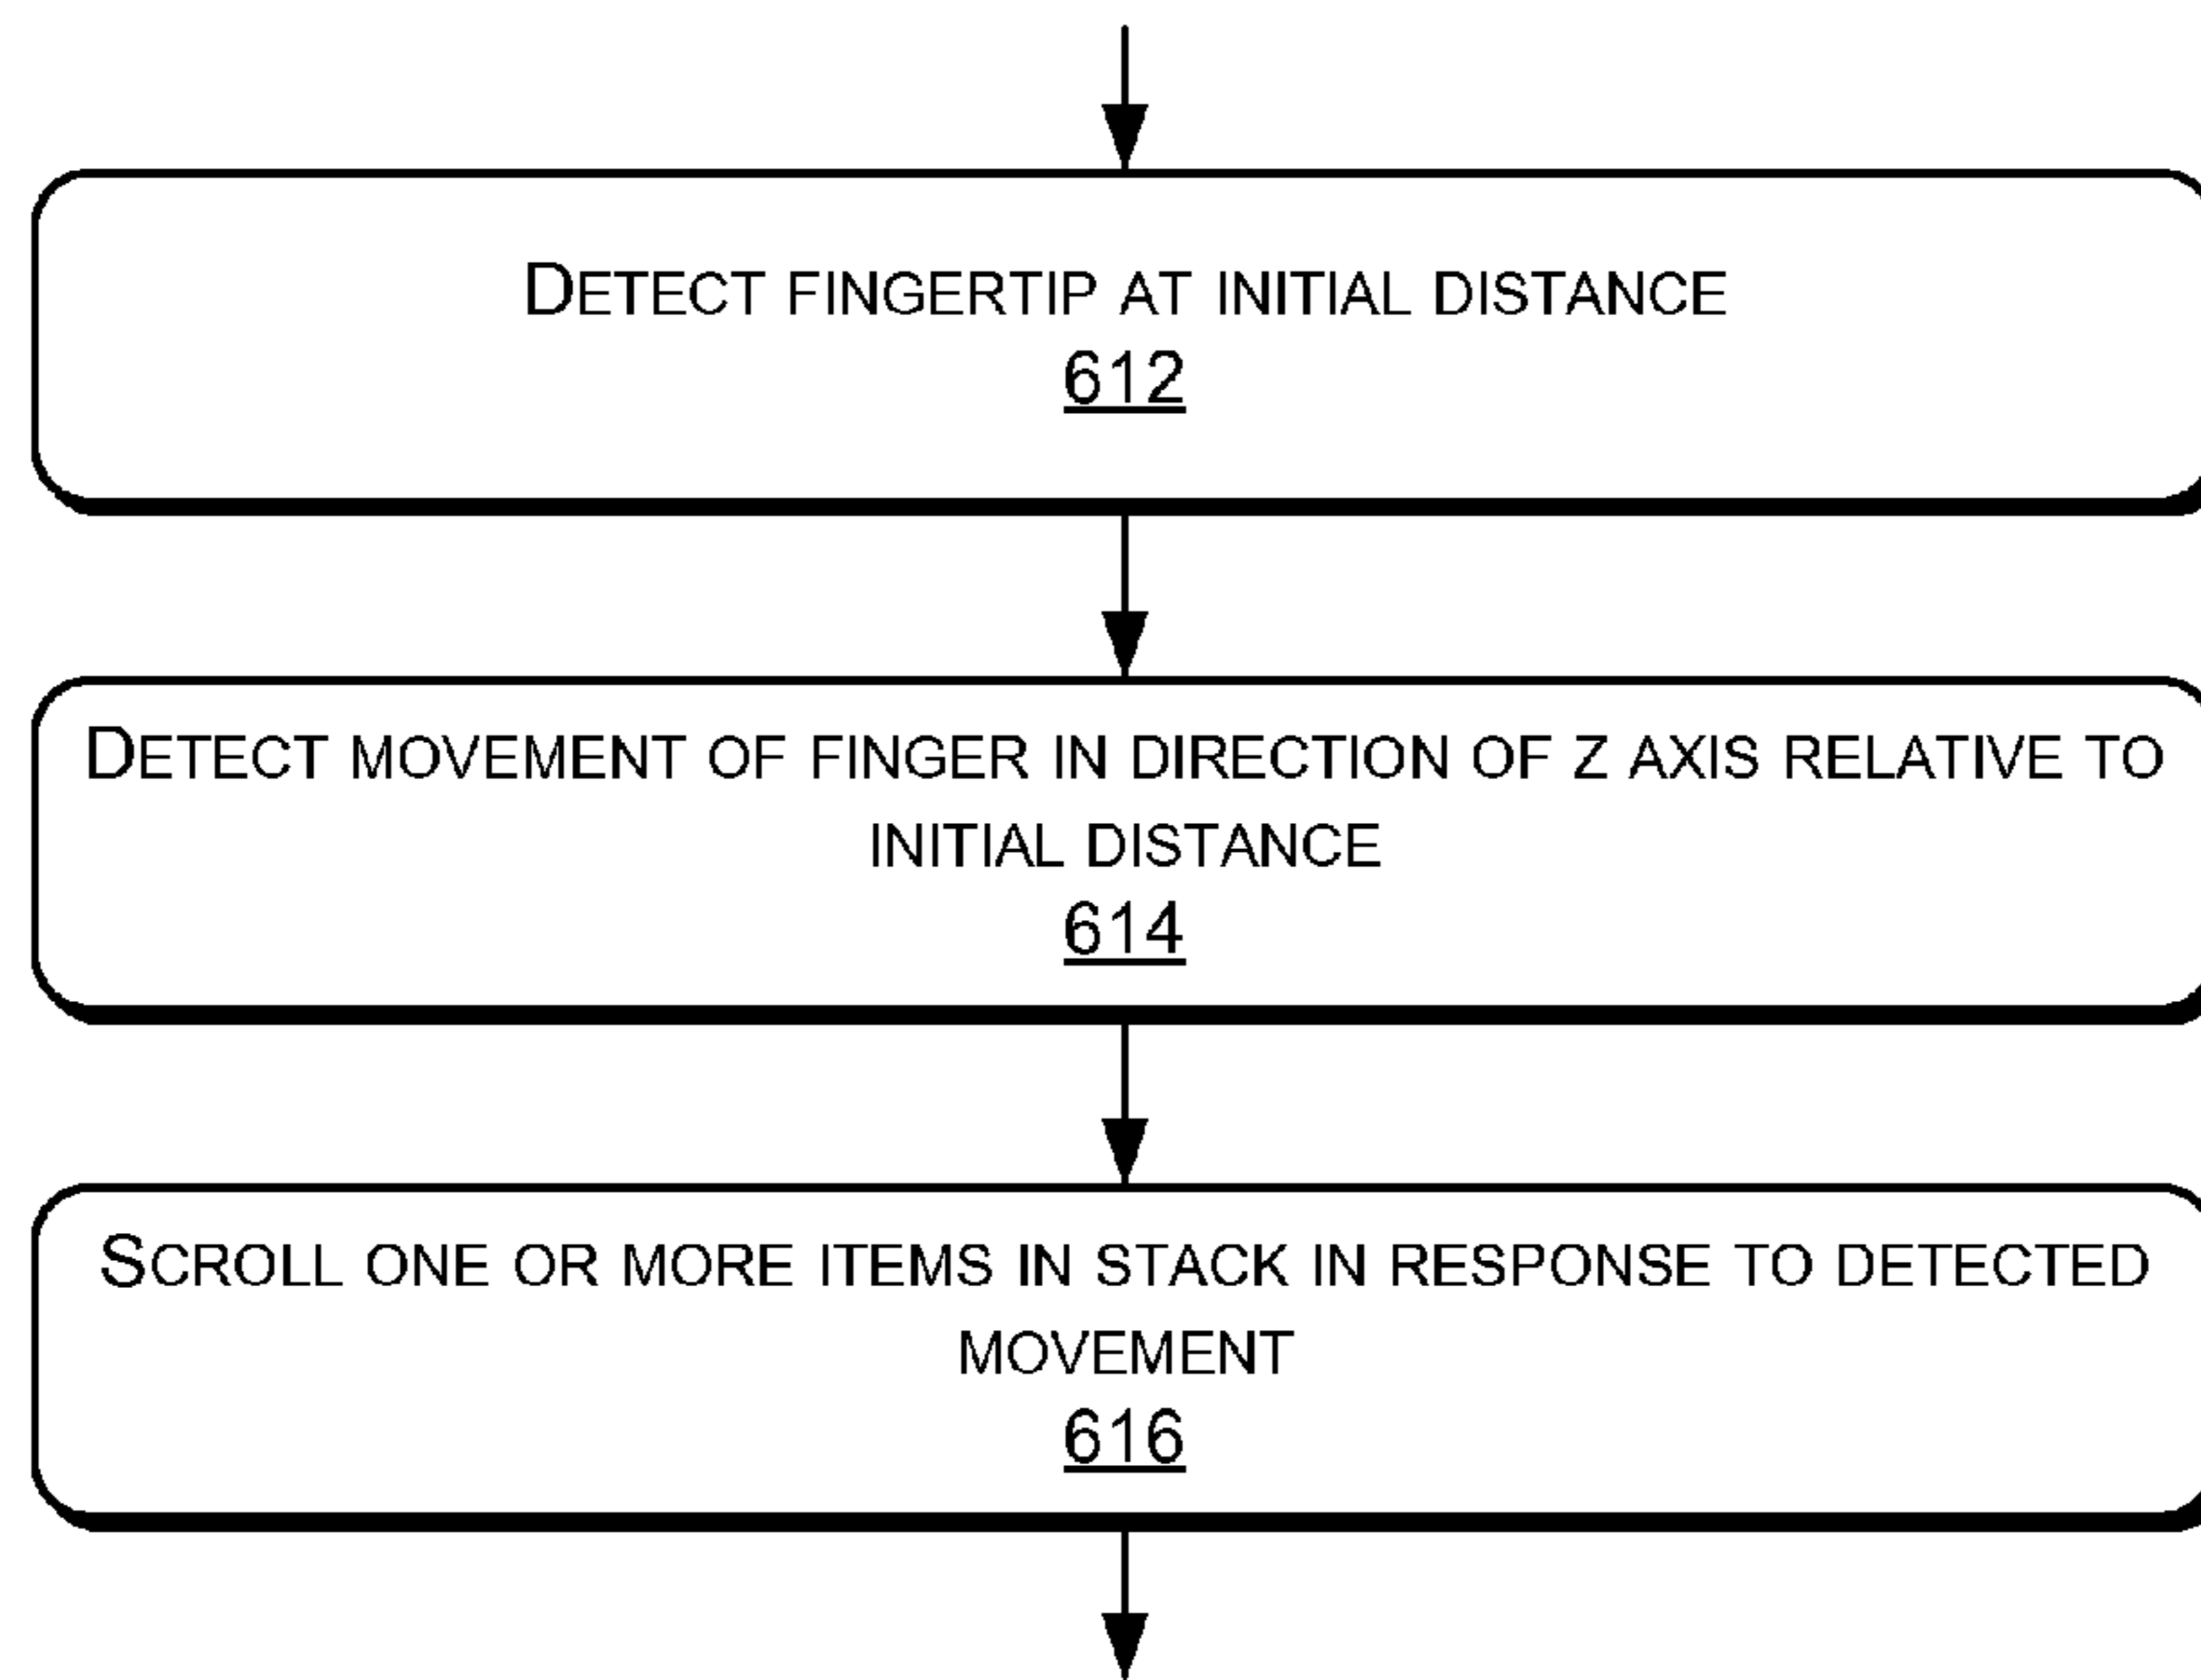 DETECT FINGERTIP AT INITIAL DISTANCE
612
DETECT MOVEMENT OF FINGER IN DIRECTION OF Z AXIS RELATIVE TO
INITIAL DISTANCE
614
SCROLL ONE OR MORE ITEMS IN STACK IN RESPONSE TO DETECTED
MOVEMENT
616